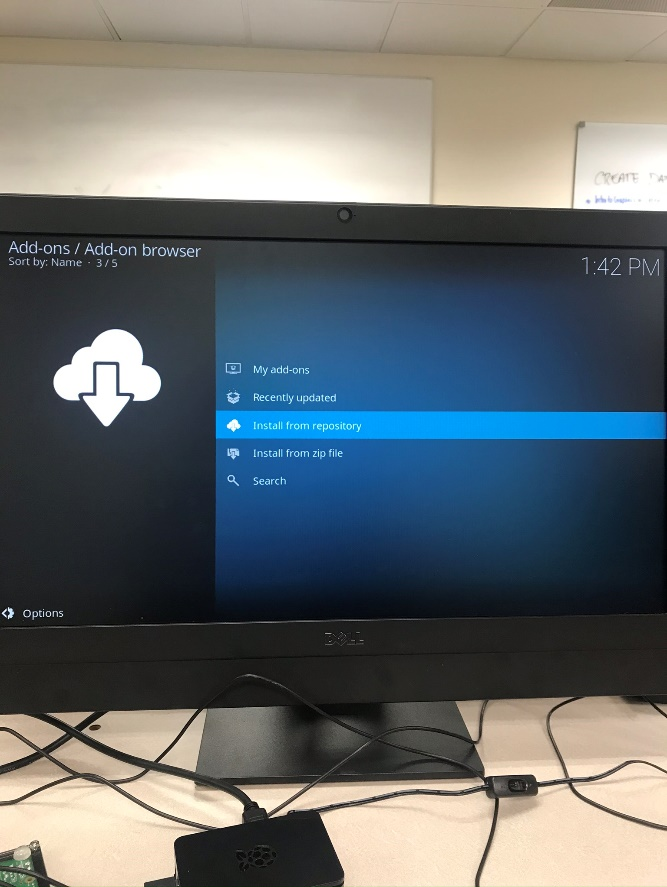 CREATE
Add-ons / Add-on browser
Sort by: Name · 3 / 5
1:42 PM
My add-ons
Recently updated
Install from repository
Install from zip file
Search
Options
DELL